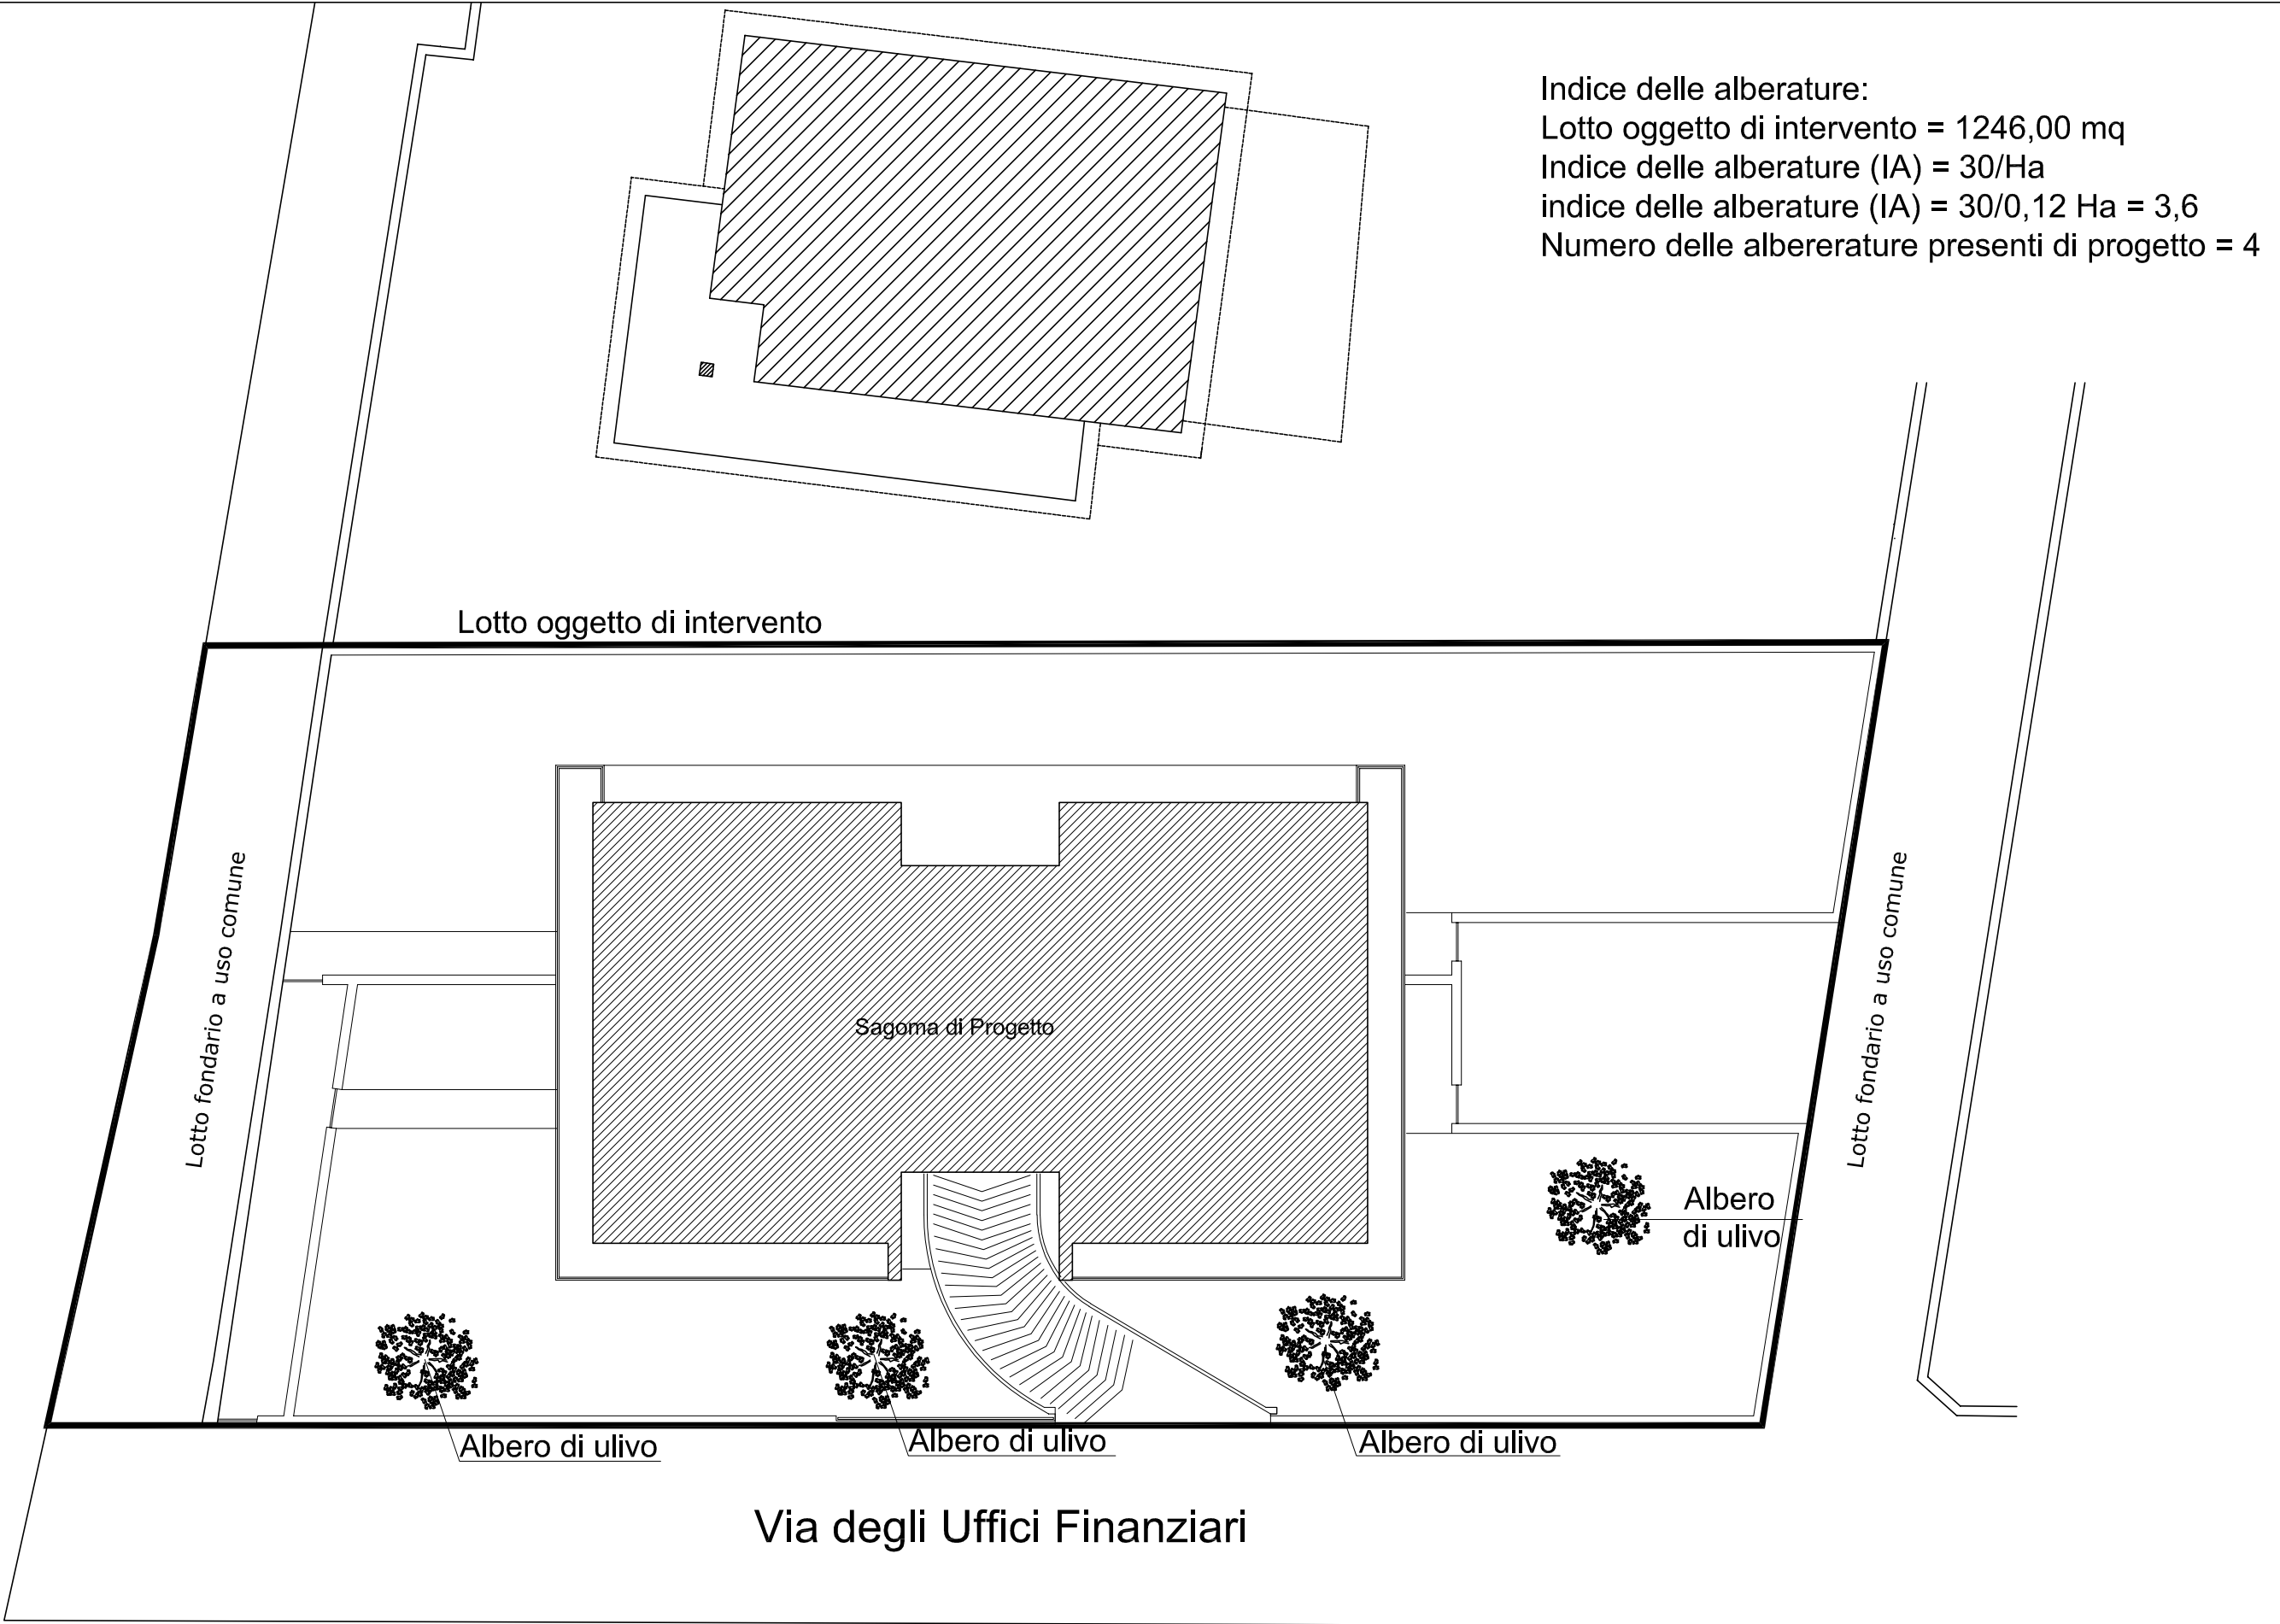 Indice delle alberature:
Lotto oggetto di intervento = 1246,00 mq
Indice delle alberature (IA) = 30/Ha
indice delle alberature (IA) = 30/0,12 Ha = 3,6
Numero delle albererature presenti di progetto = 4
Lotto oggetto di intervento
Lotto fondario a uso comune
Lotto fondario a uso comune
Sagoma di Progetto
Albero
di ulivo
Albero di ulivo
Albero di ulivo
Albero di ulivo
Via degli Uffici Finanziari